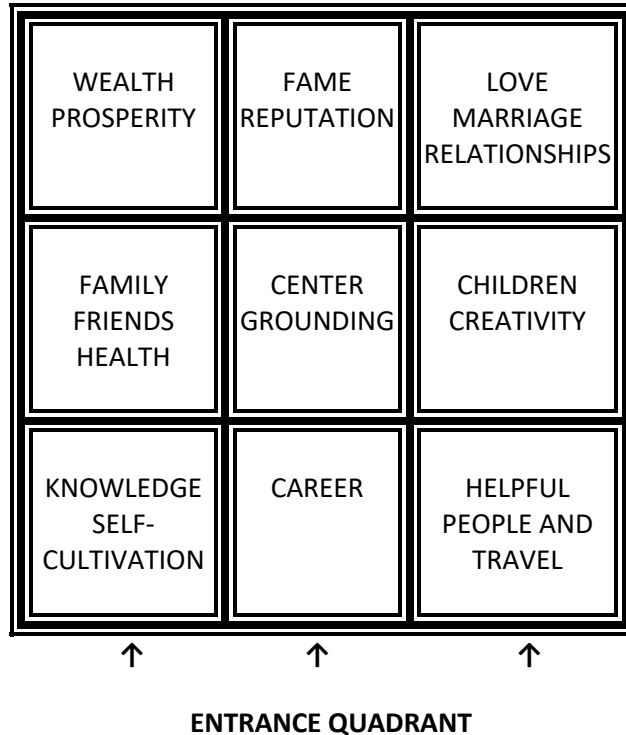 WEALTH
PROSPERITY
FAME
REPUTATION
LOVE
MARRIAGE
RELATIONSHIPS
FAMILY
FRIENDS
HEALTH
CENTER
GROUNDING
CHILDREN
CREATIVITY
KNOWLEDGE
SELF-
CULTIVATION
CAREER
HELPFUL
PEOPLE AND
TRAVEL
↑ ↑ ↑
ENTRANCE QUADRANT